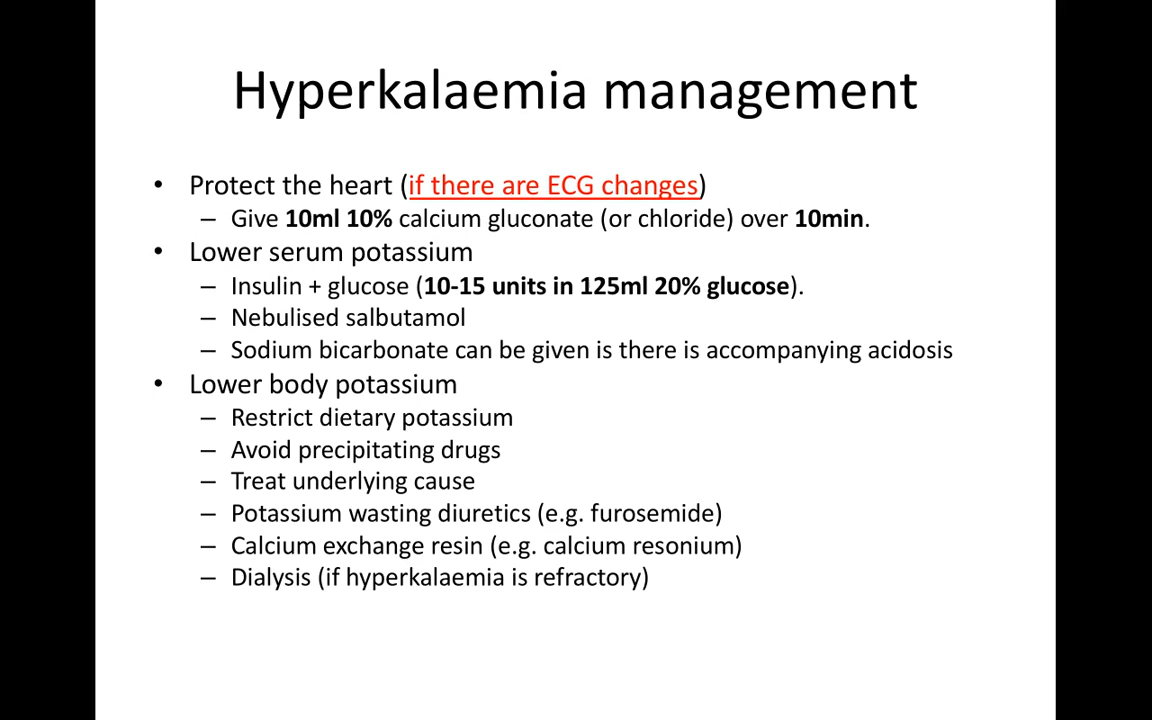 Hyperkalaemia management
• Protect the heart (if there are ECG changes)
– Give 10ml 10% calcium gluconate (or chloride) over 10min.
• Lower serum potassium
– Insulin + glucose (10-15 units in 125ml 20% glucose).
– Nebulised salbutamol
– Sodium bicarbonate can be given is there is accompanying acidosis
• Lower body potassium
– Restrict dietary potassium
– Avoid precipitating drugs
– Treat underlying cause
– Potassium wasting diuretics (e.g. furosemide)
– Calcium exchange resin (e.g. calcium resonium)
– Dialysis (if hyperkalaemia is refractory)